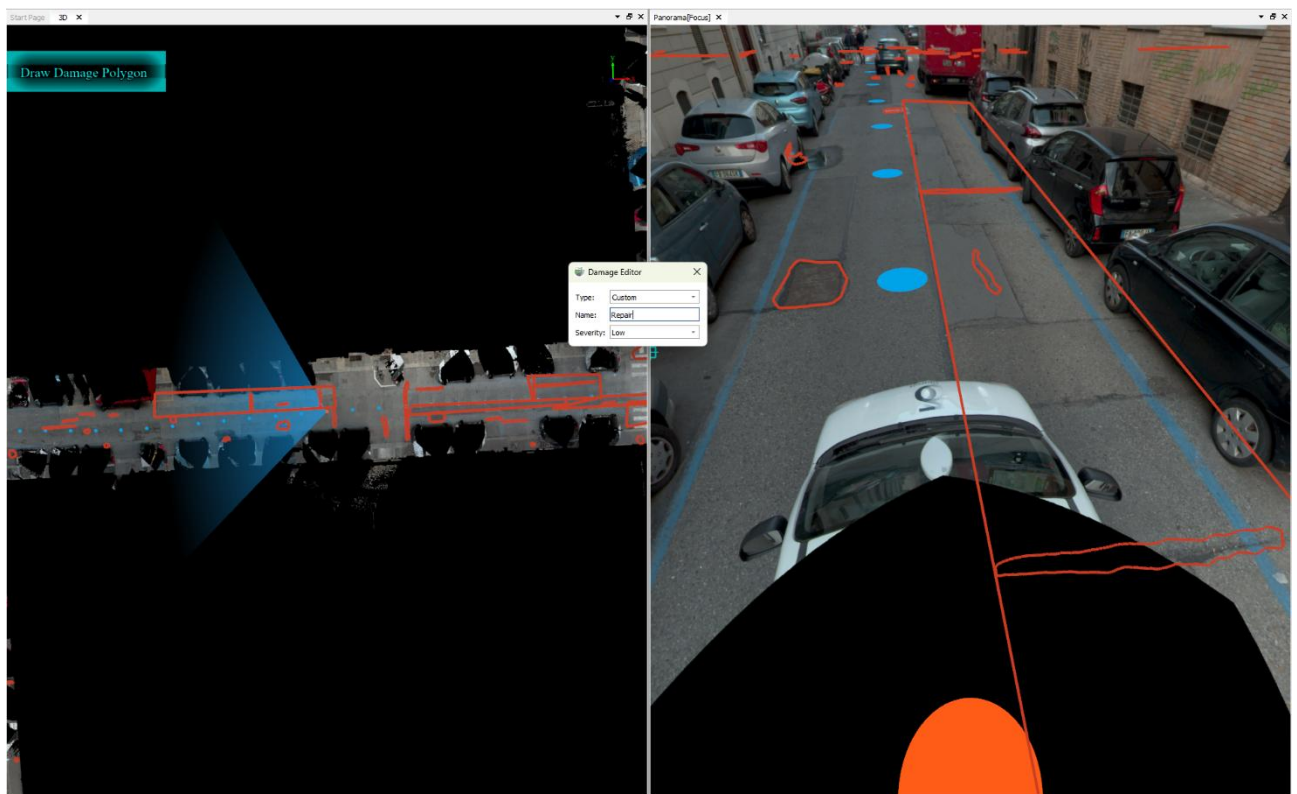 Start Page
3D
Panorama[Focus]
Draw Damage Polygon
Damage Editor
Type: Custom
Name: Repair
Severity: Low